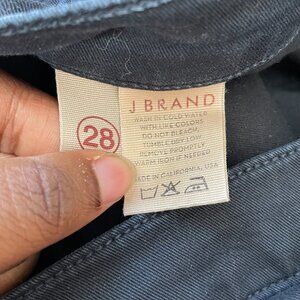 28
J BRAND
WASH IN COLD WATER
WITH LIKE COLORS
DO NOT BLEACH,
TUMBLE DRY LOW
REMOVE PROMPTLY
WARM IRON IF NEEDED
MADE IN CALIFORNIA, USA